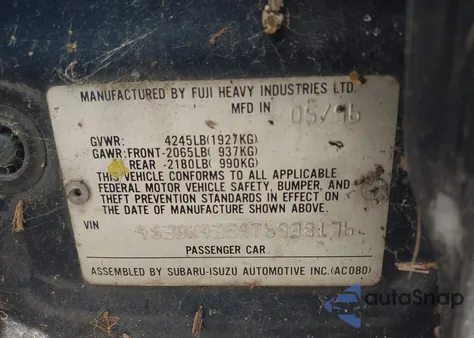 MANUFACTURED BY FUJI HEAVY INDUSTRIES LTD.
MFD IN 05/96
GVWR: 4245LB(1927KG)
GAWR:FRONT-2065LB( 937KG)
REAR -2180LB( 990KG)
THIS VEHICLE CONFORMS TO ALL APPLICABLE
FEDERAL MOTOR VEHICLE SAFETY, BUMPER, AND
THEFT PREVENTION STANDARDS IN EFFECT ON
THE DATE OF MANUFACTURE SHOWN ABOVE.
VIN
PASSENGER CAR
ASSEMBLED BY SUBARU-ISUZU AUTOMOTIVE INC.(AC080)
autoSnap